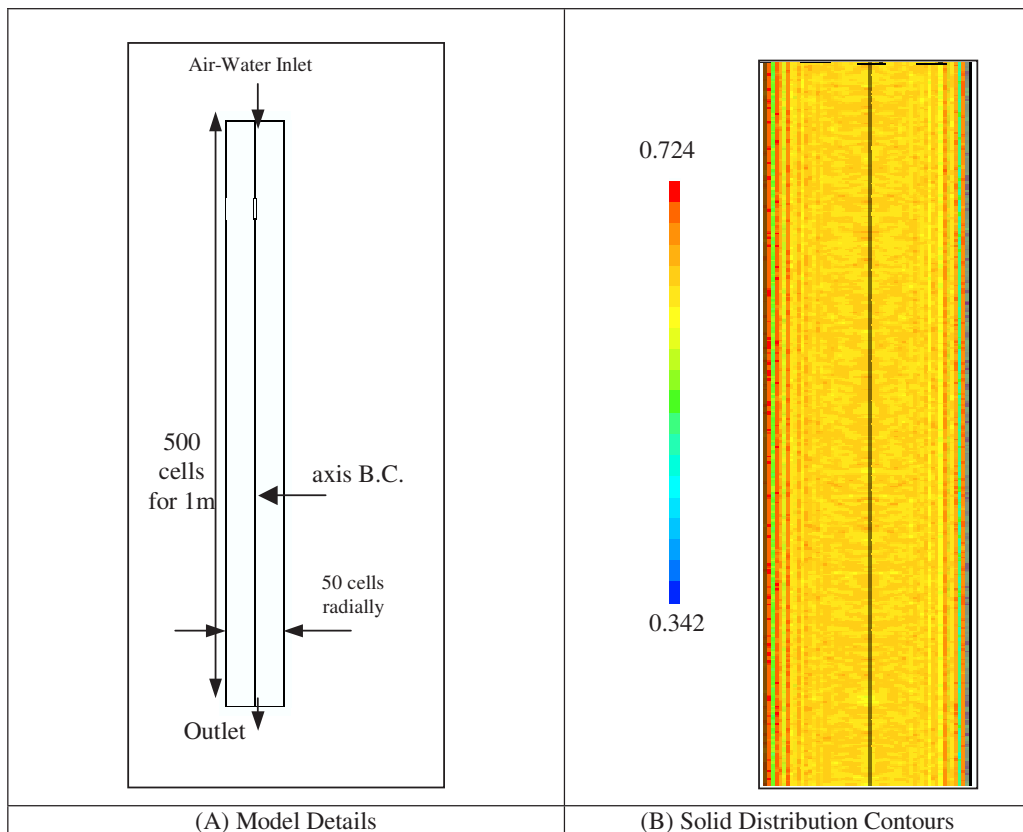 Air-Water Inlet
500
cells
for 1m
axis B.C.
50 cells
radially
Outlet
(A) Model Details
0.724
0.342
(B) Solid Distribution Contours